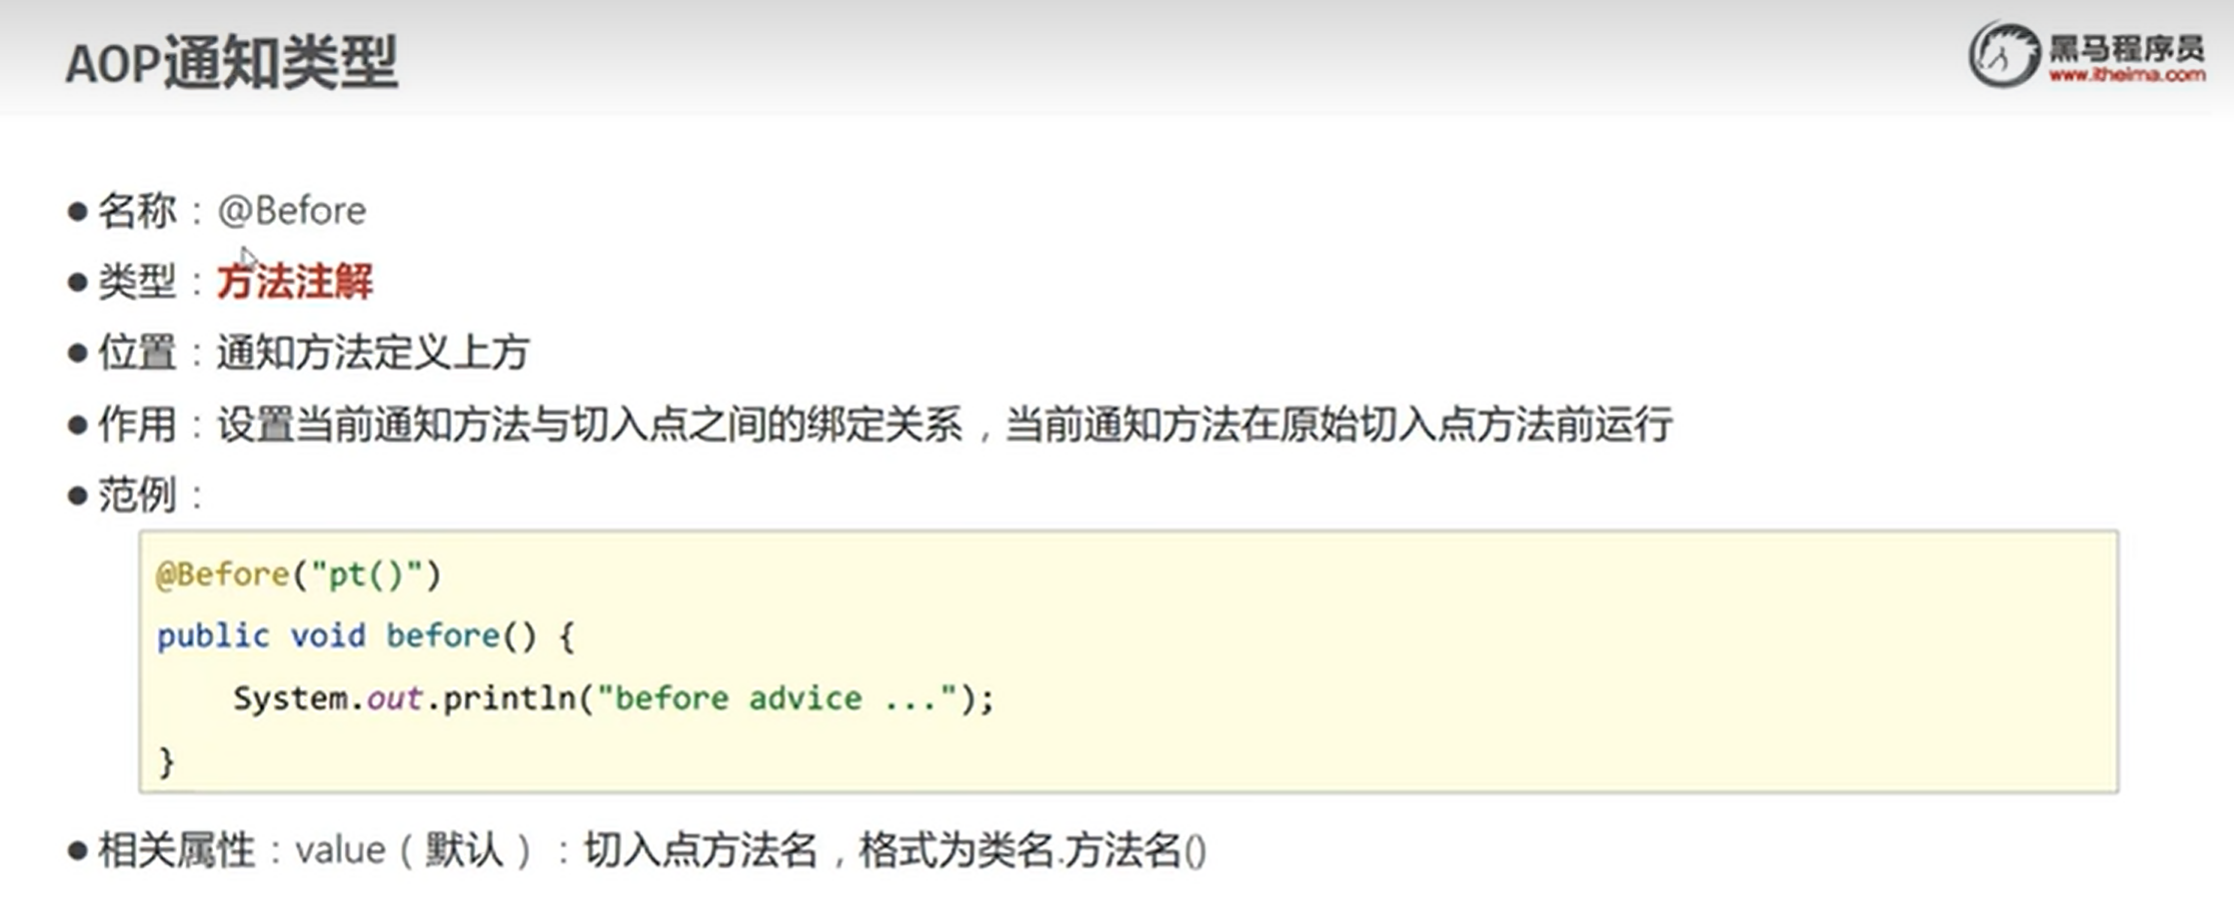 AOP通知类型
黑马程序员
www.itheima.com
● 名称：@Before
● 类型：方法注解
● 位置：通知方法定义上方
● 作用：设置当前通知方法与切入点之间的绑定关系，当前通知方法在原始切入点方法前运行
● 范例：
@Before("pt()")
public void before() {
    System.out.println("before advice ...");
}
● 相关属性：value（默认）：切入点方法名，格式为类名.方法名()